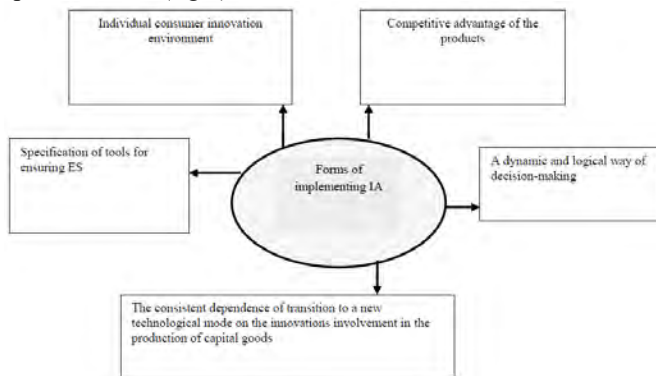 Individual consumer innovation
environment
Competitive advantage of the
products
Specification of tools for
ensuring ES
Forms of
implementing IA
A dynamic and logical way of
decision-making
The consistent dependence of transition to a new
technological mode on the innovations involvement in the
production of capital goods